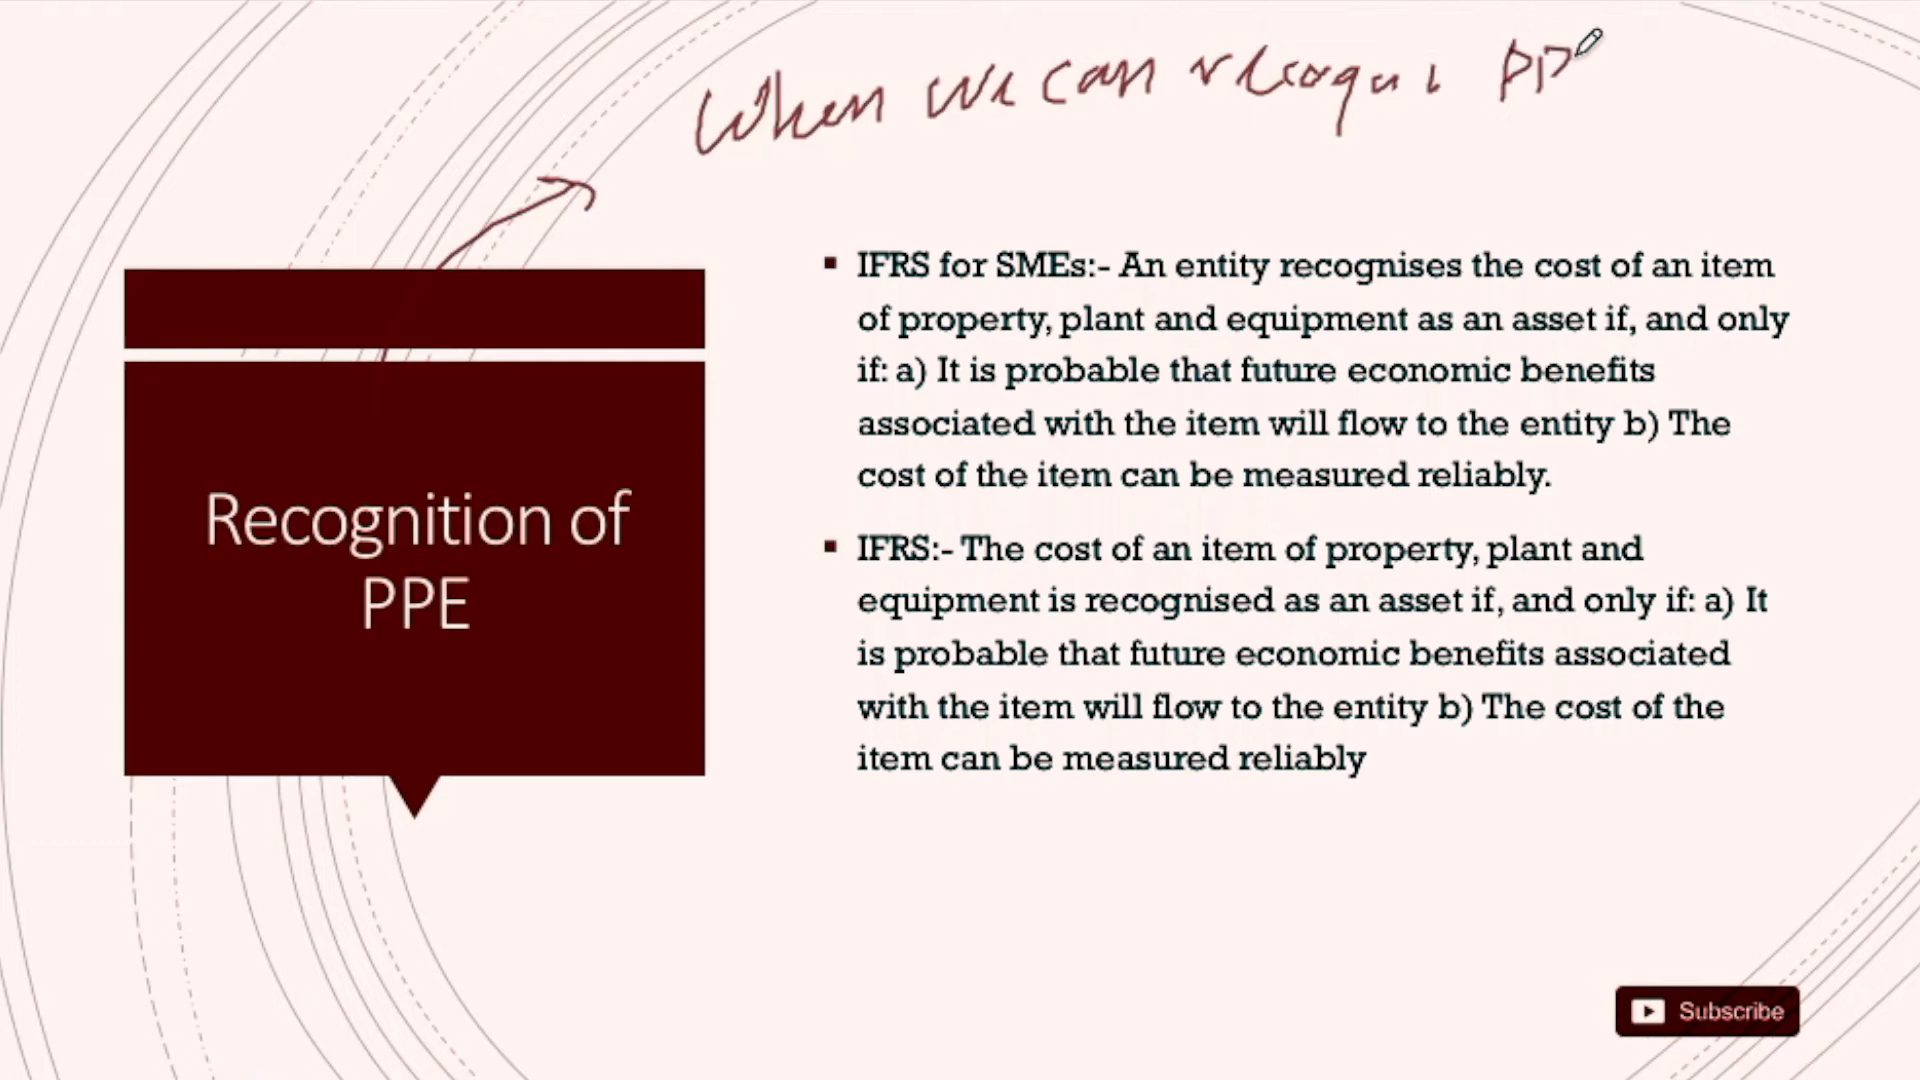 When we can recogni PP
IFRS for SMEs:- An entity recognises the cost of an item
of property, plant and equipment as an asset if, and only
if: a) It is probable that future economic benefits
associated with the item will flow to the entity b) The
cost of the item can be measured reliably.
IFRS:- The cost of an item of property, plant and
equipment is recognised as an asset if, and only if: a) It
is probable that future economic benefits associated
with the item will flow to the entity b) The cost of the
item can be measured reliably
Recognition of
PPE
Subscribe